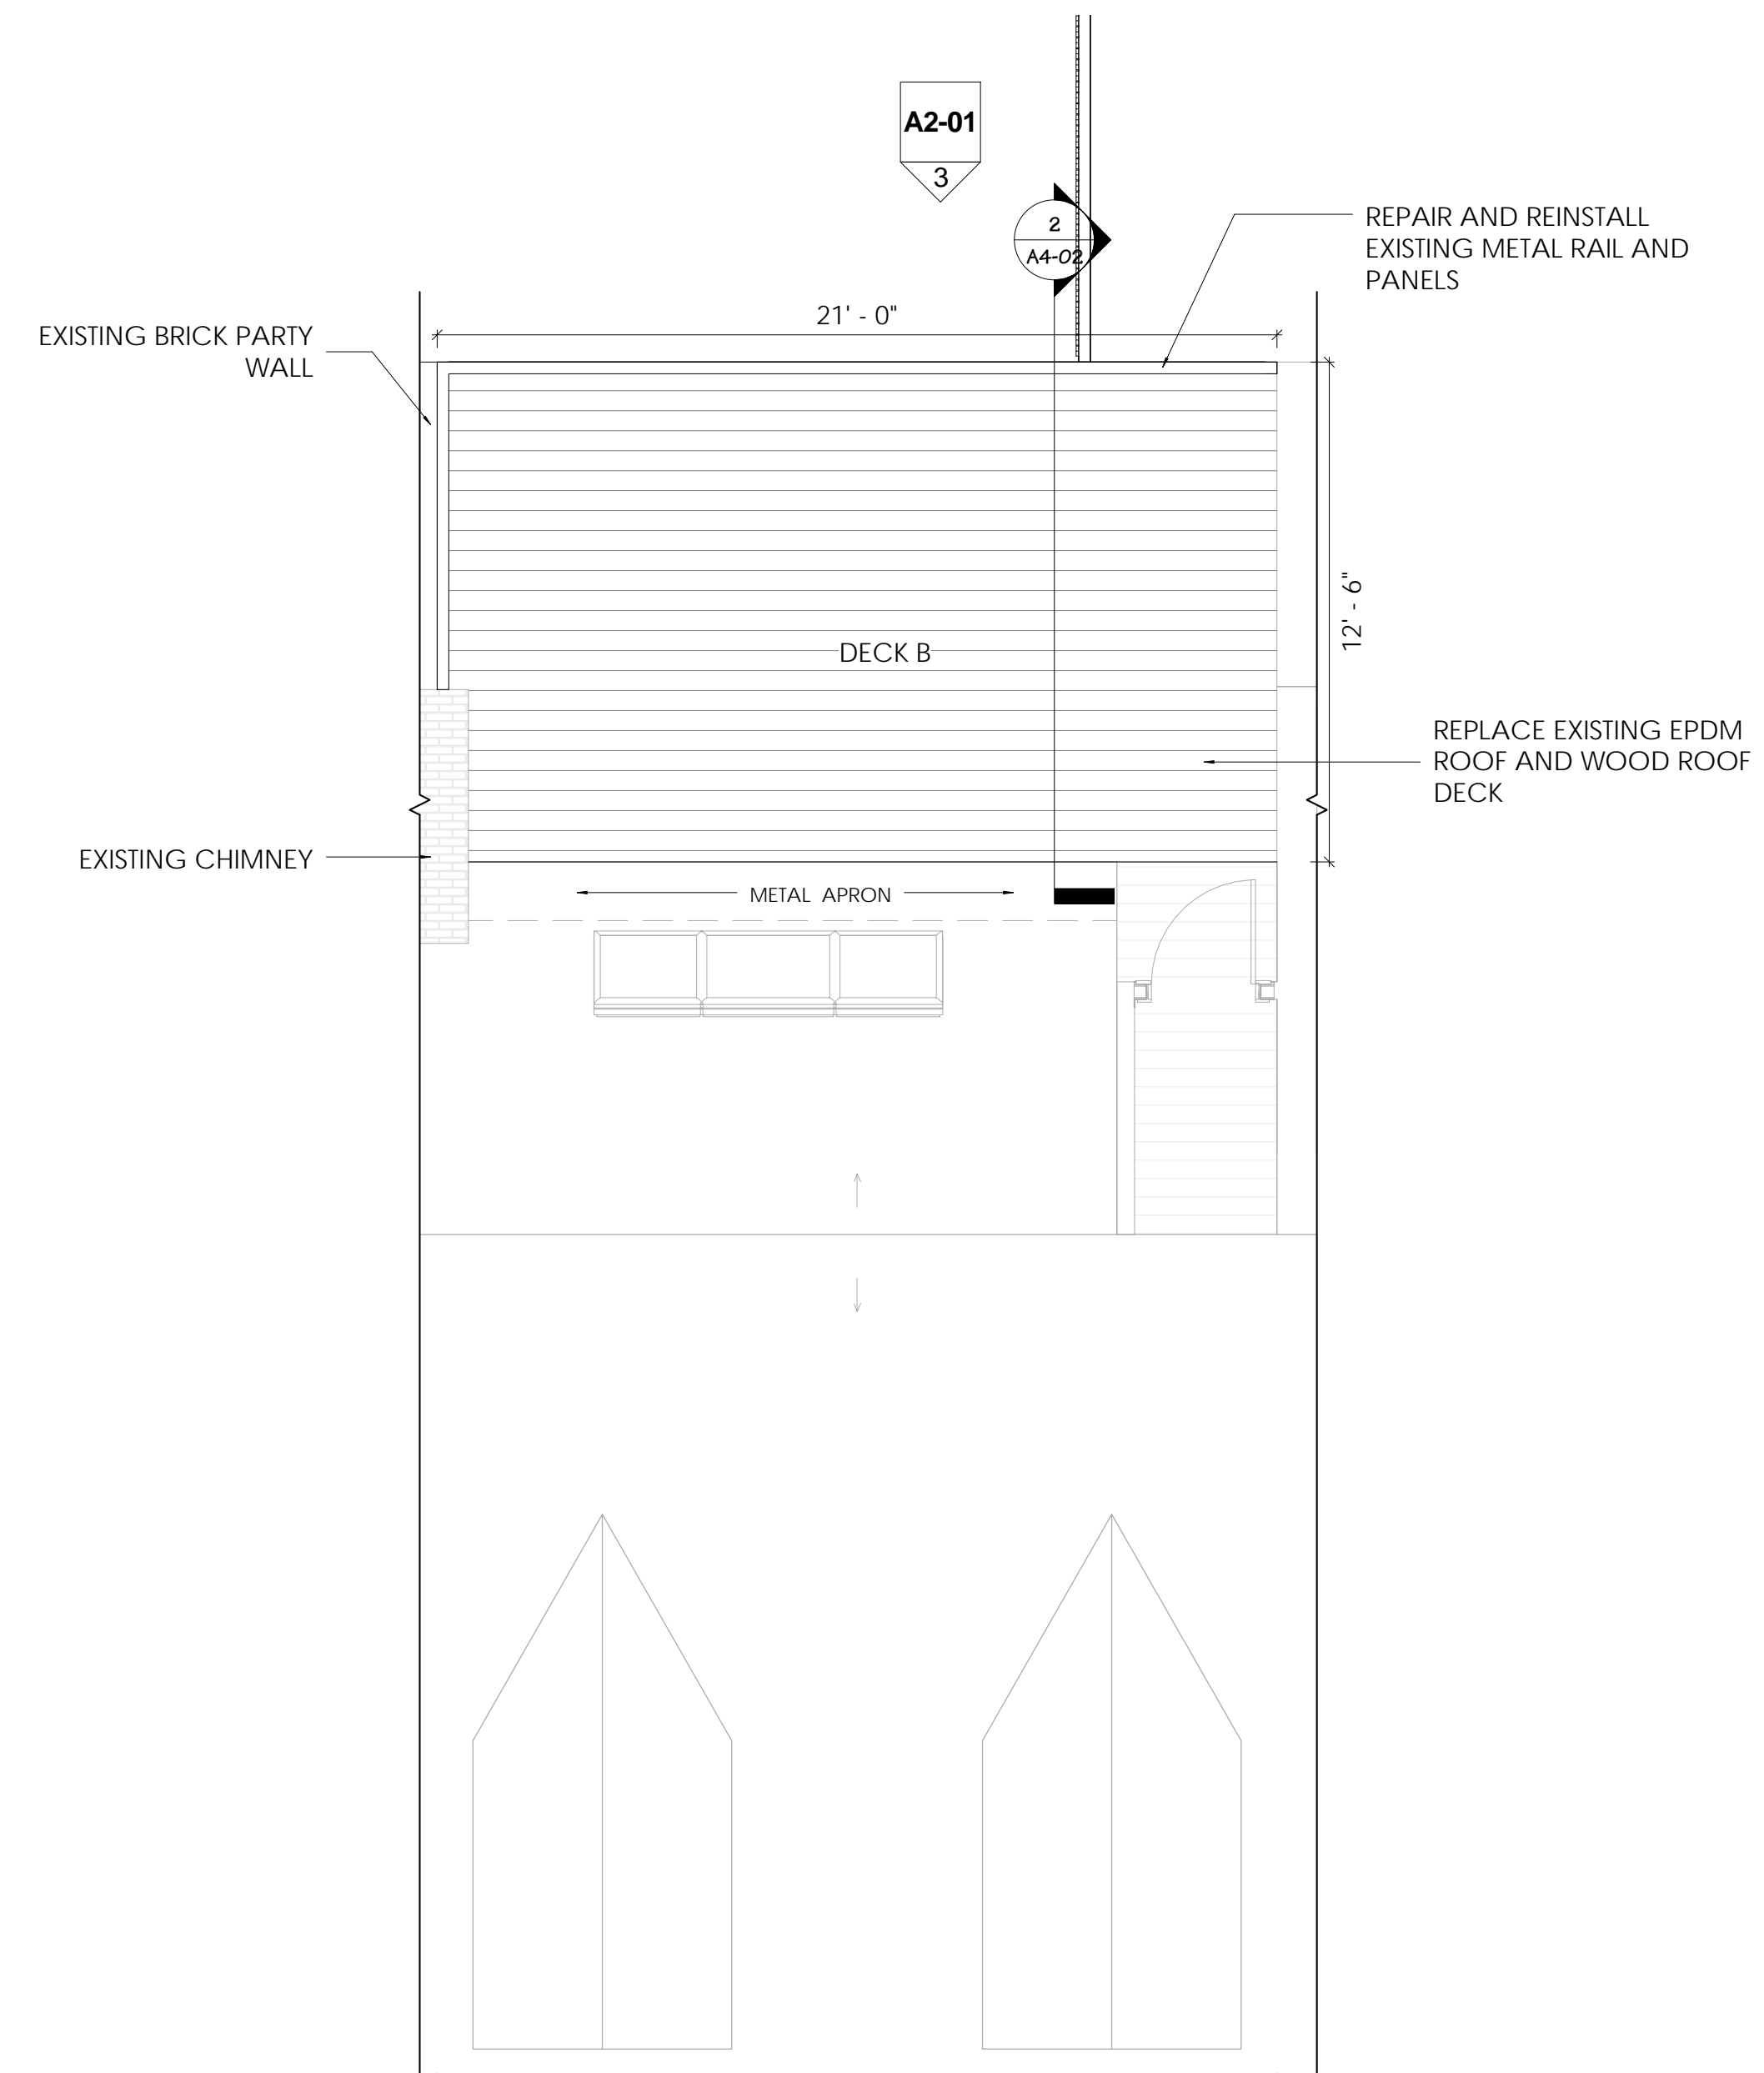 A2-01
3
2
A4-02
REPAIR AND REINSTALL
EXISTING METAL RAIL AND
PANELS
21' - 0"
EXISTING BRICK PARTY
WALL
12' - 6"
DECK B
REPLACE EXISTING EPDM
ROOF AND WOOD ROOF
DECK
EXISTING CHIMNEY
METAL APRON